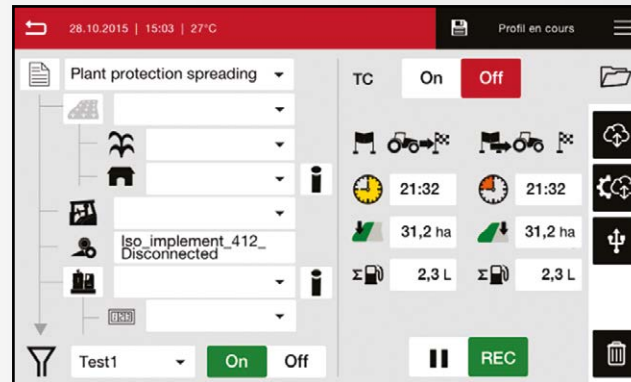 28.10.2015 | 15:03 | 27°C
Profil en cours
Plant protection spreading
TC On Off
21:32 21:32
Iso_implement_412_
Disconnected
31,2 ha 31,2 ha
Σ 2,3 L Σ 2,3 L
Test1 On Off
REC